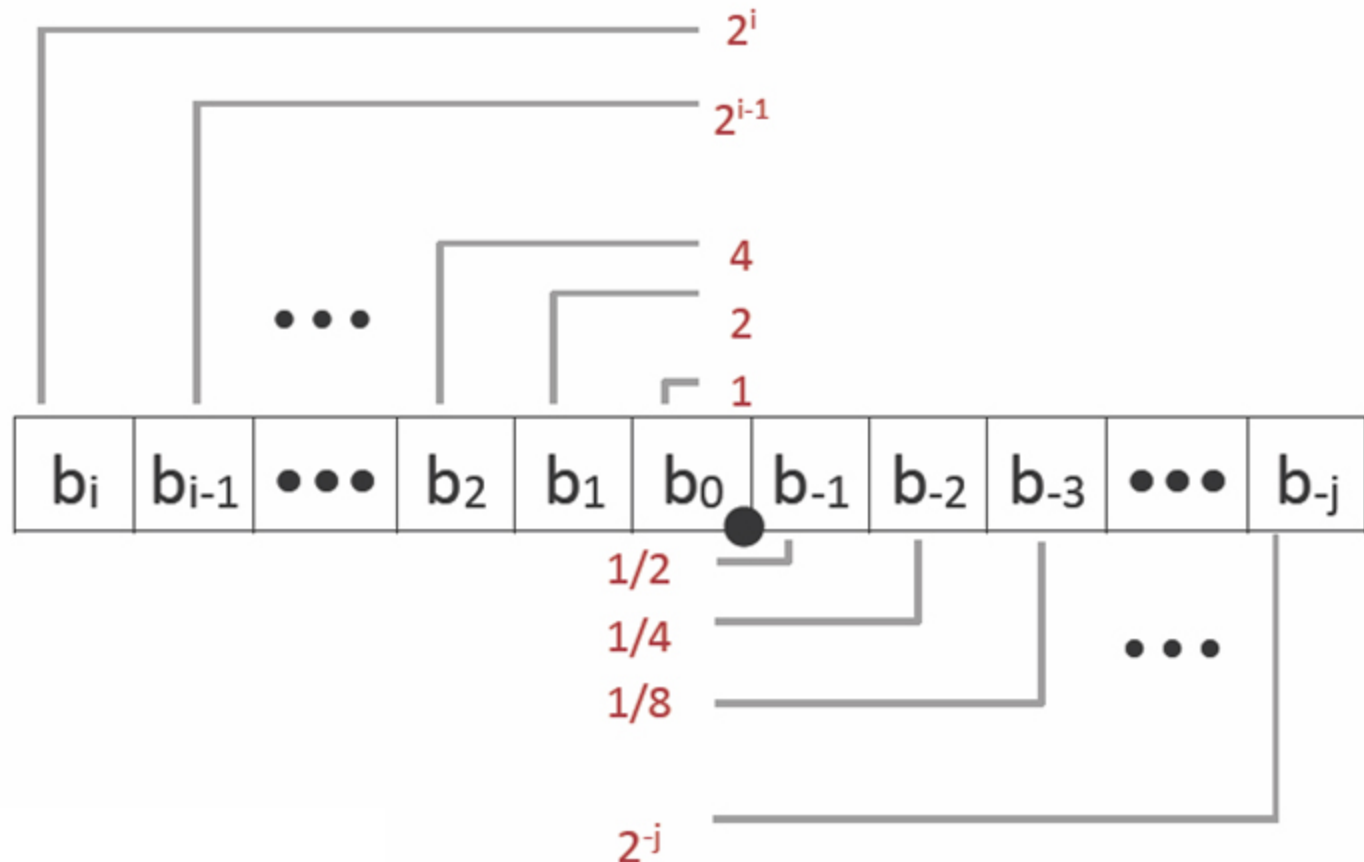 2^i
2^{i-1}
4
2
• • •
1
b_i b_{i-1} ••• b_2 b_1 b_0 . b_{-1} b_{-2} b_{-3} ••• b_{-j}
1/2
1/4
• • •
1/8
2^{-j}